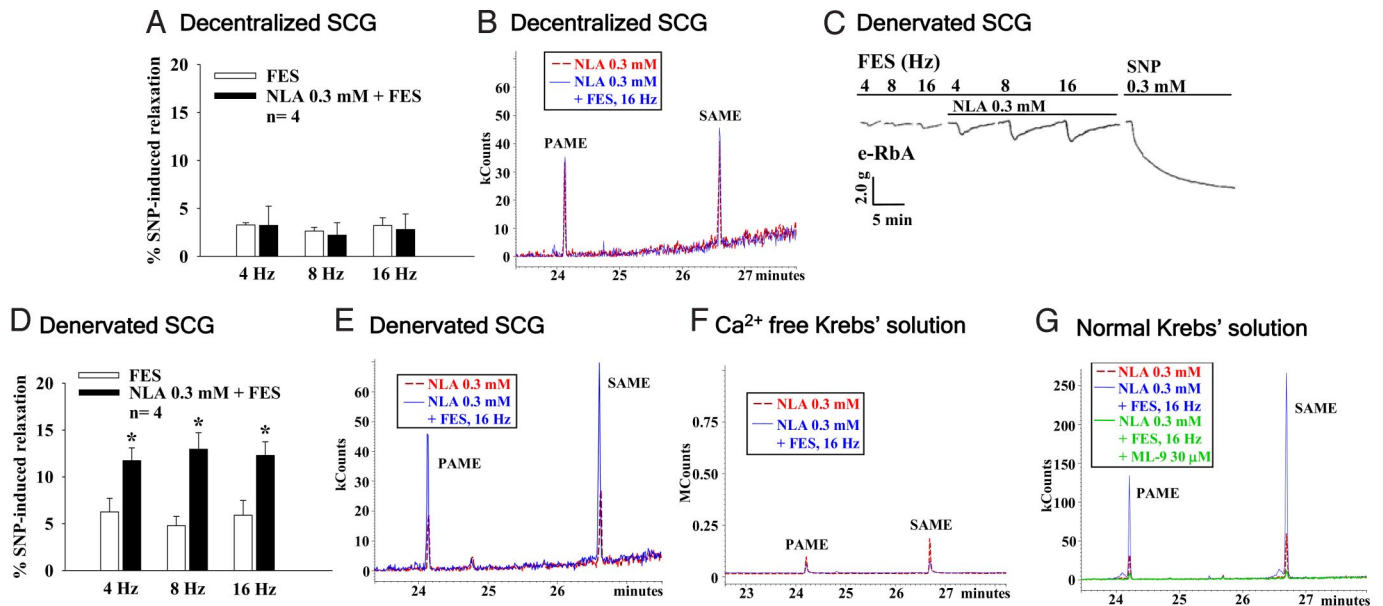 A Decentralized SCG
% SNP-induced relaxation
20
15
10
5
0
FES
NLA 0.3 mM + FES
n= 4
4 Hz 8 Hz 16 Hz
B Decentralized SCG
kCounts
60
50
40
30
20
10
0
NLA 0.3 mM
NLA 0.3 mM
+ FES, 16 Hz
PAME
SAME
24 25 26 27 minutes
C Denervated SCG
FES (Hz)
4 8 16 4 8 16
NLA 0.3 mM
SNP
0.3 mM
e-RbA
2.0 g
5 min
D Denervated SCG
% SNP-induced relaxation
20
15
10
5
0
FES
NLA 0.3 mM + FES
n= 4
* * *
4 Hz 8 Hz 16 Hz
E Denervated SCG
kCounts
60
50
40
30
20
10
0
NLA 0.3 mM
NLA 0.3 mM
+ FES, 16 Hz
PAME
SAME
24 25 26 minutes
F Ca²⁺ free Krebs' solution
MCounts
0.75
0.50
0.25
0
NLA 0.3 mM
NLA 0.3 mM
+ FES, 16 Hz
PAME
SAME
23 24 25 26 27 minutes
G Normal Krebs' solution
kCounts
250
200
150
100
50
0
NLA 0.3 mM
NLA 0.3 mM
+ FES, 16 Hz
NLA 0.3 mM
+ FES, 16 Hz
+ML-9 30 μM
PAME
SAME
24 25 26 27
minutes